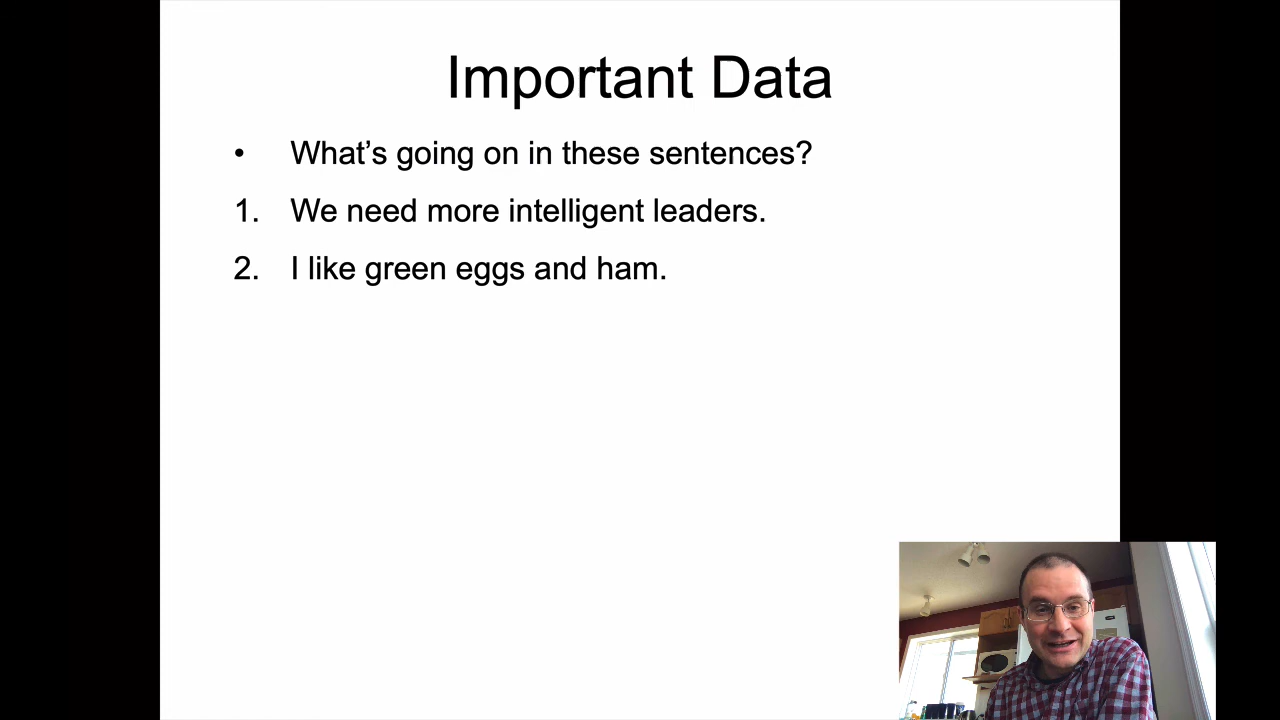 Important Data
• What’s going on in these sentences?
1. We need more intelligent leaders.
2. I like green eggs and ham.